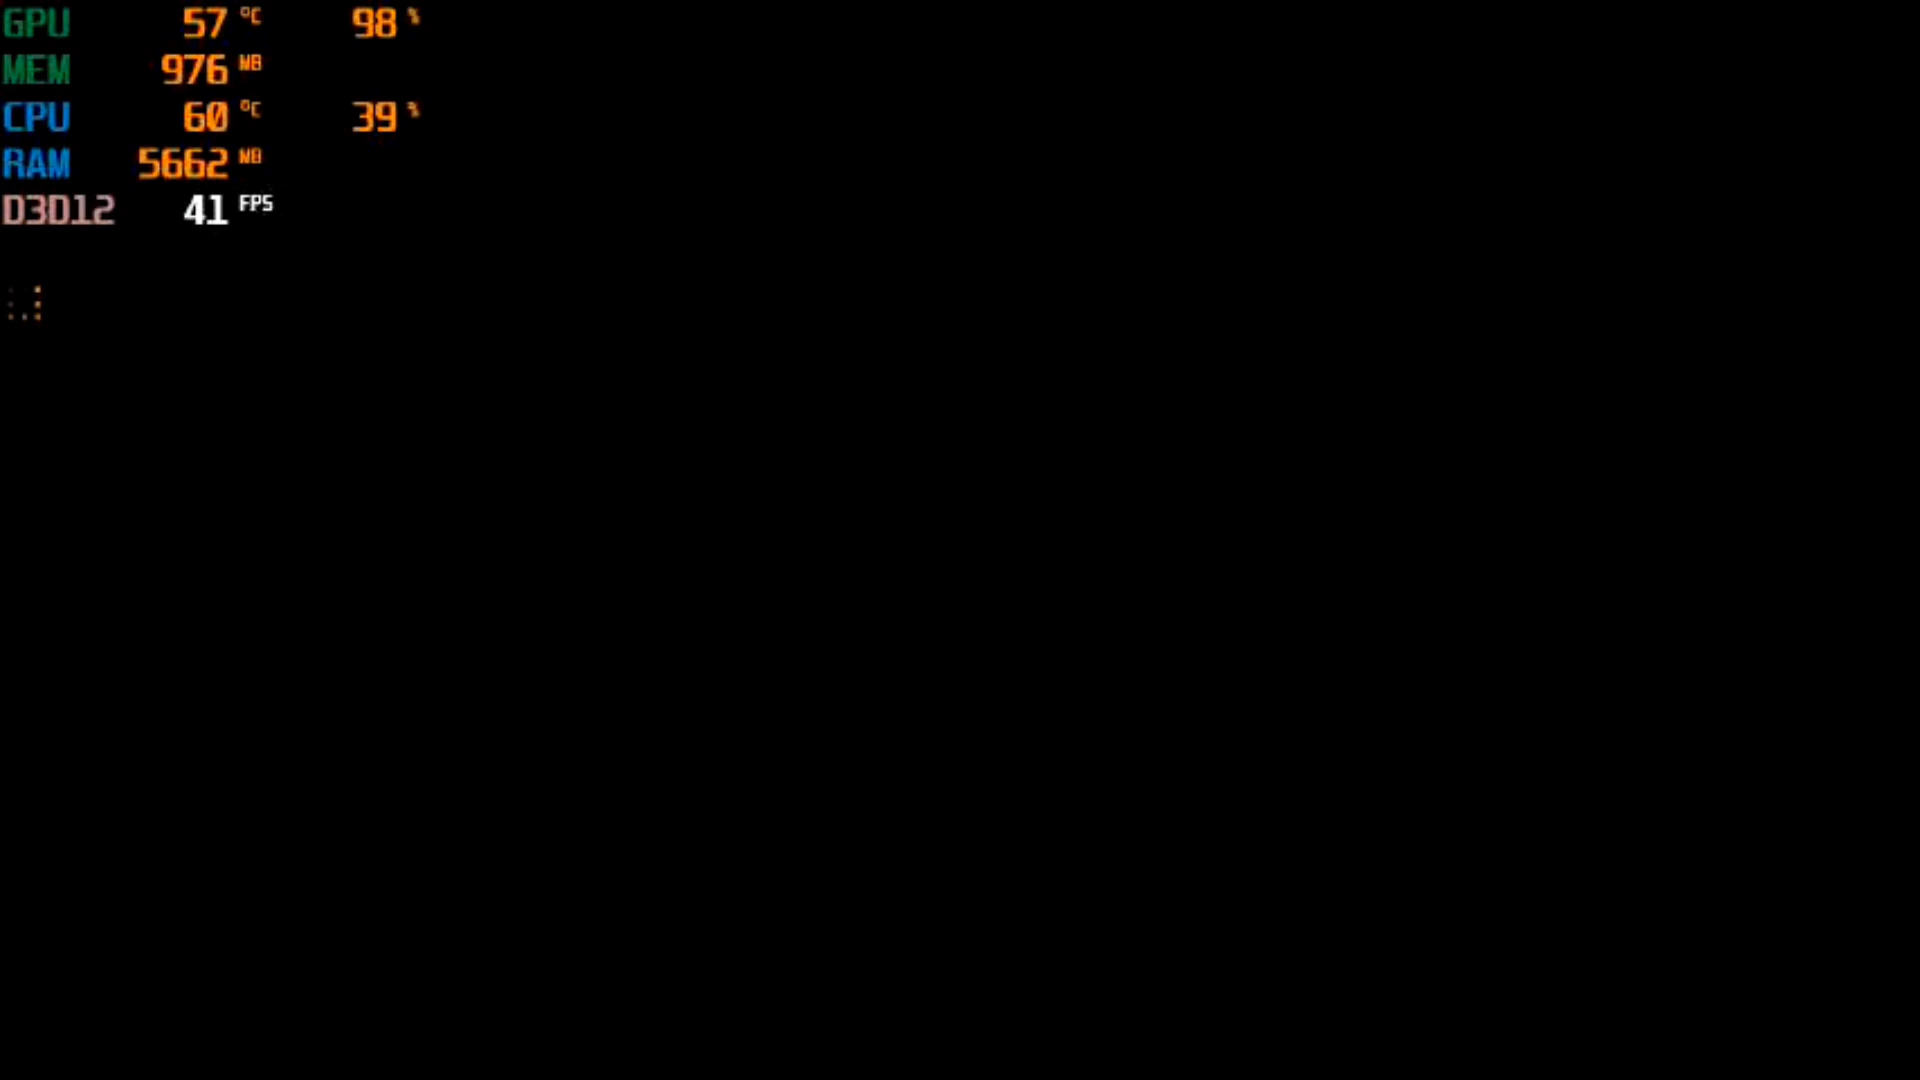 GPU 57 °C 98 %
MEM 976 MB
CPU 60 °C 39 %
RAM 5662 MB
D3D12 41 FPS